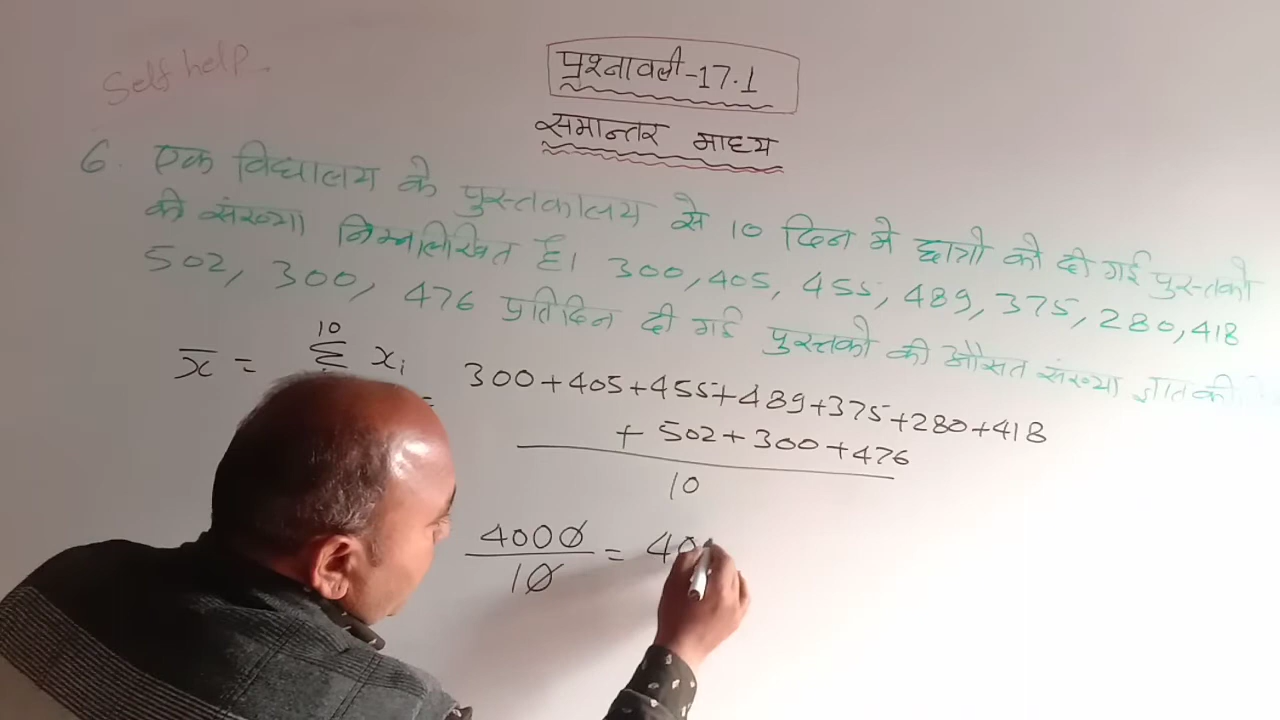 Self help.
प्रश्नावली-17.1
समान्तर माध्य
6. एक विद्यालय के पुस्तकालय से 10 दिन मे छात्रो को दी गई पुस्तको
की संख्या निम्नलिखित है। 300, 405, 455, 489, 375, 280, 418
502, 300, 476 प्रतिदिन दी गई पुस्तको की औसत संख्या ज्ञात की
10
x̄ = Σ xi
= 300+405+455+489+375+280+418
+ 502+300+476
10
4000 = 40
10